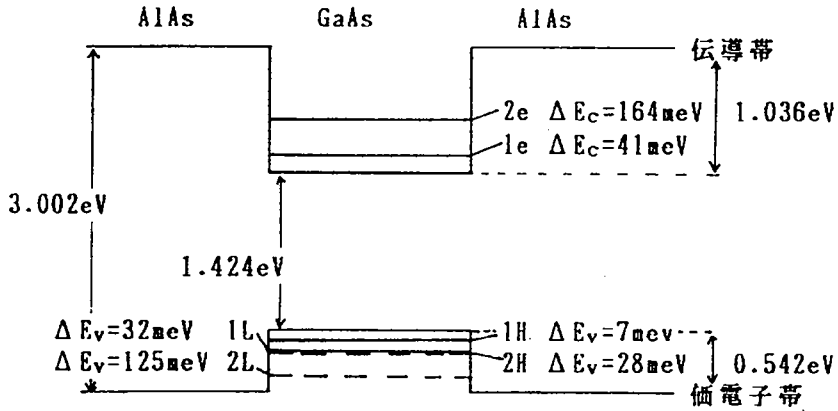 AlAs GaAs AlAs
伝導帯
2e ΔEc=164meV 1.036eV
1e ΔEc=41meV
3.002eV
1.424eV
ΔEv=32meV 1L 1H ΔEv=7mev
ΔEv=125meV 2L 2H ΔEv=28meV 0.542eV
価電子帯